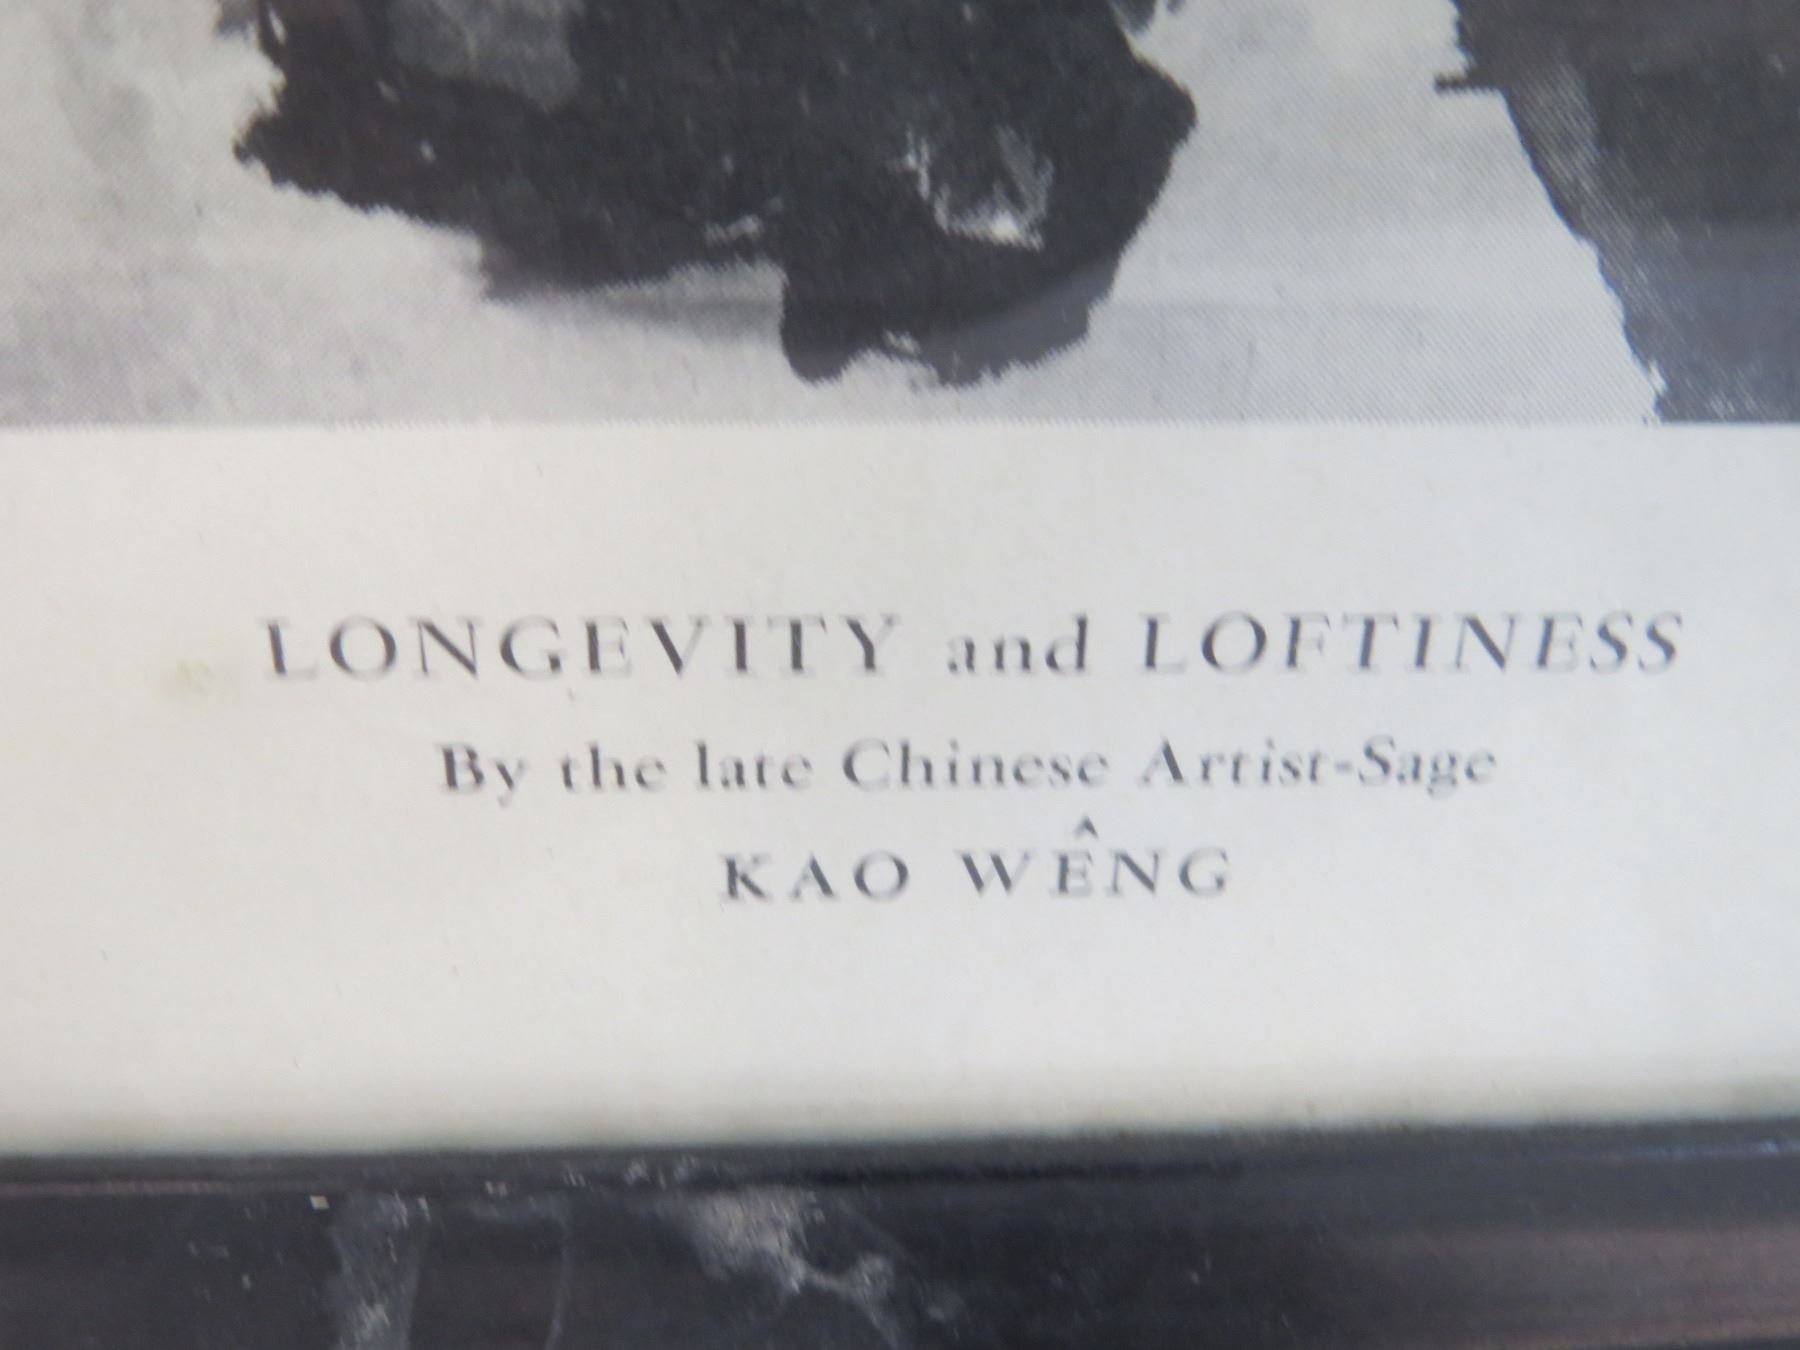 LONGEVITY and LOFTINESS
By the late Chinese Artist-Sage
KAO WÊNG